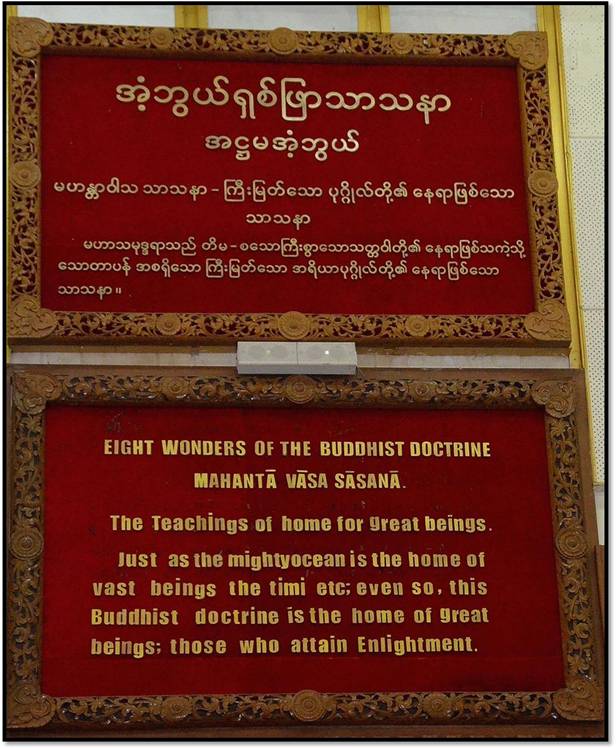 အံ့ဘွယ်ရှစ်ဖြာသာသနာ
အဋ္ဌမအံ့ဘွယ်
မဟန္တာဝါသ သာသနာ – ကြီးမြတ်သော ပုဂ္ဂိုလ်တို့၏ နေရာဖြစ်သော
သာသနာ
မဟာသမုဒ္ဒရာသည် တိမိ – စသောကြီးစွာသောသတ္တဝါတို့၏ နေရာဖြစ်သကဲ့သို့
သောတာပန် အစရှိသော ကြီးမြတ်သော အရိယာပုဂ္ဂိုလ်တို့၏ နေရာဖြစ်သော
သာသနာ။
EIGHT WONDERS OF THE BUDDHIST DOCTRINE
MAHANTĀ VĀSA SĀSANĀ.
The Teachings of home for great beings.
Just as the mightyocean is the home of
vast beings the timi etc; even so, this
Buddhist doctrine is the home of great
beings; those who attain Enlightment.